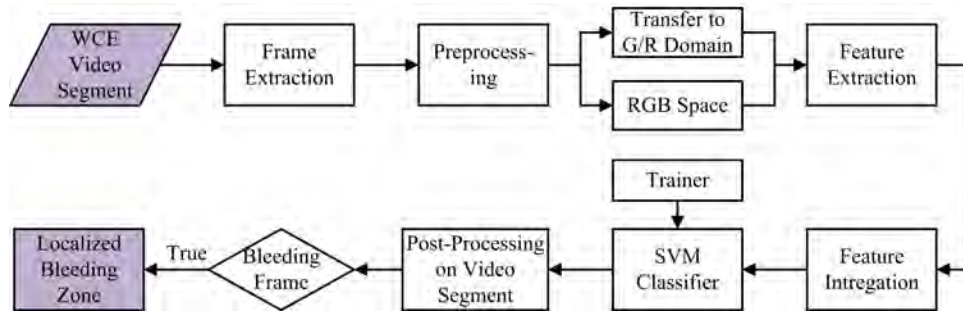 WCE
Video
Segment
Frame
Extraction
Preprocess-
ing
Transfer to
G/R Domain
RGB Space
Feature
Extraction
Trainer
Localized
Bleeding
Zone
True
Bleeding
Frame
Post-Processing
on Video
Segment
SVM
Classifier
Feature
Intregation